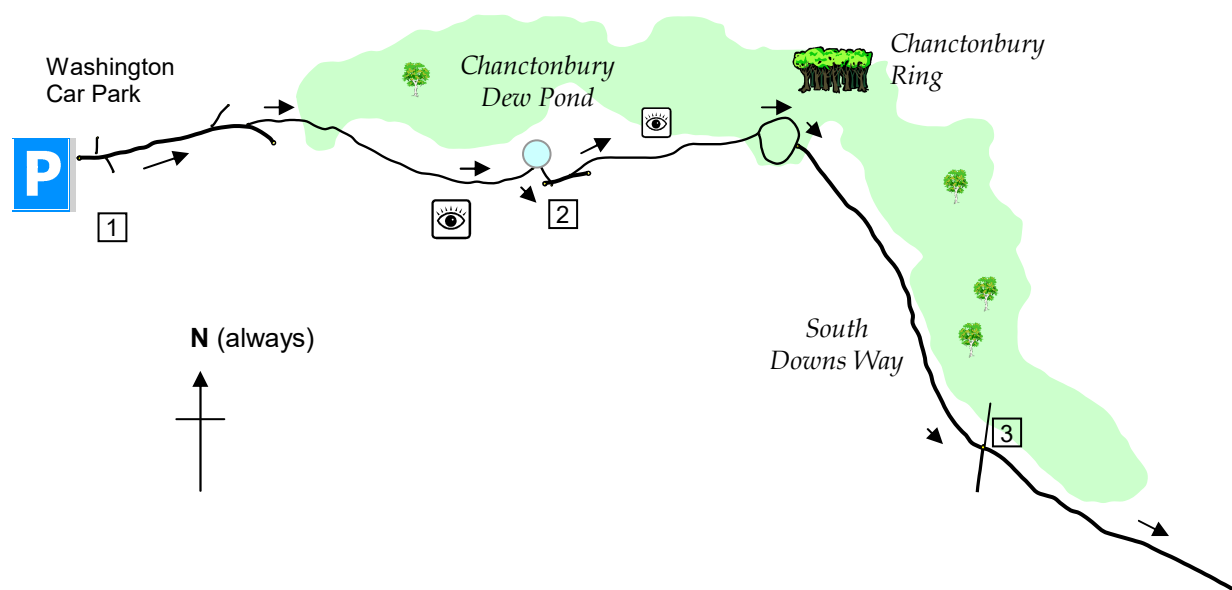 Washington
Car Park
P
1
Chanctonbury
Dew Pond
2
Chanctonbury
Ring
N (always)
South
Downs Way
3